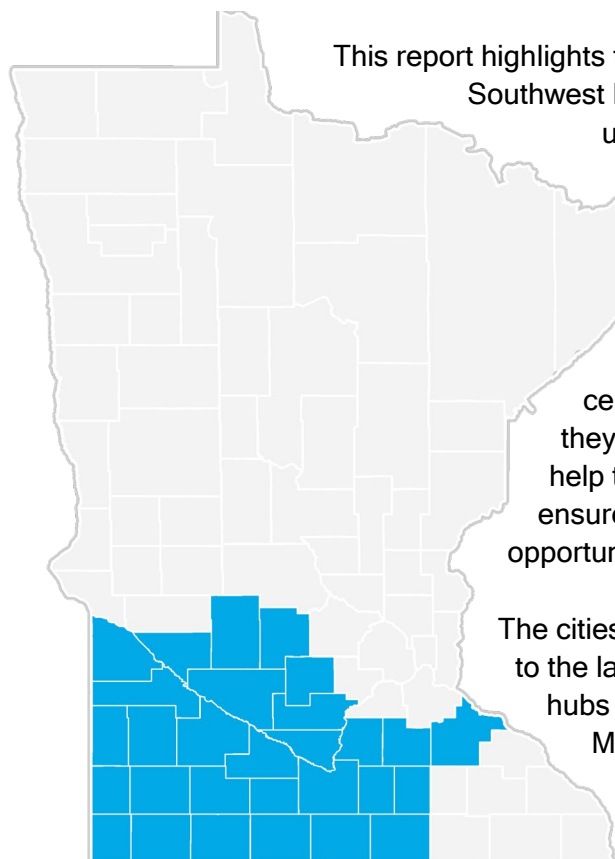 This report highlights t
Southwest
u
ce
they
help t
ensure
opportun
The cities
to the la
hubs
M